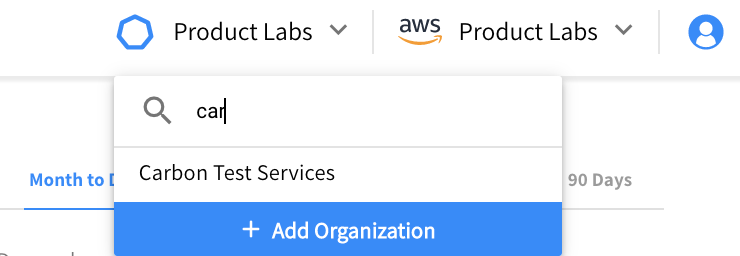 Product Labs
aws Product Labs
car
Carbon Test Services
Month to
90 Days
+ Add Organization